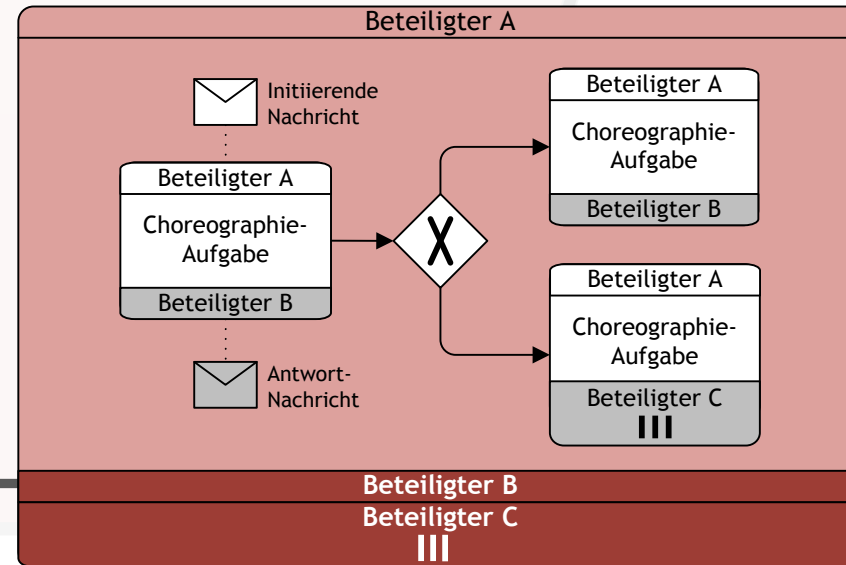 Beteiligter A
Initiierende
Nachricht
Beteiligter A
Choreographie-
Aufgabe
Beteiligter B
Antwort-
Nachricht
X
Beteiligter A
Choreographie-
Aufgabe
Beteiligter B
Beteiligter A
Choreographie-
Aufgabe
Beteiligter C
Beteiligter B
Beteiligter C